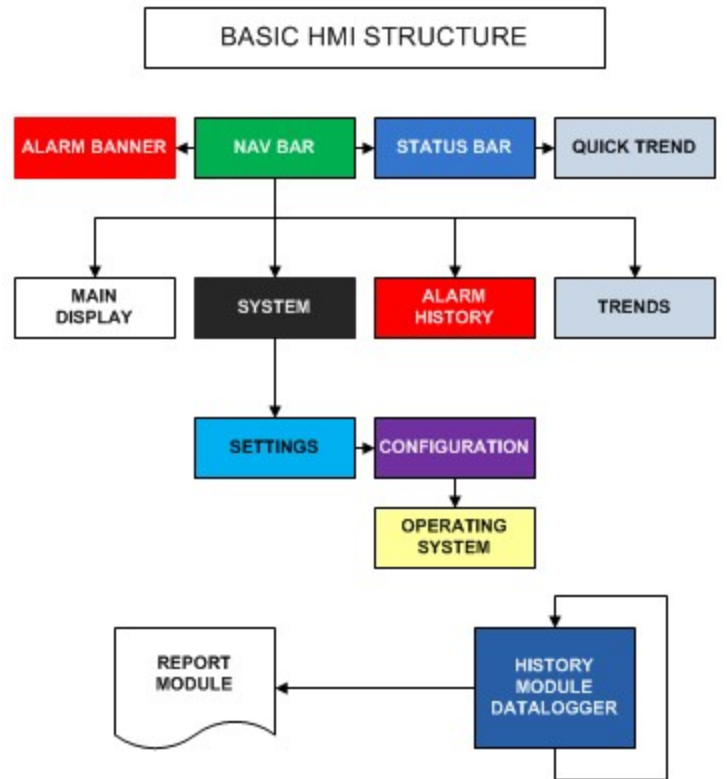 BASIC HMI STRUCTURE
ALARM BANNER
NAV BAR
STATUS BAR
QUICK TREND
MAIN
DISPLAY
SYSTEM
ALARM
HISTORY
TRENDS
SETTINGS
CONFIGURATION
OPERATING
SYSTEM
REPORT
MODULE
HISTORY
MODULE
DATALOGGER